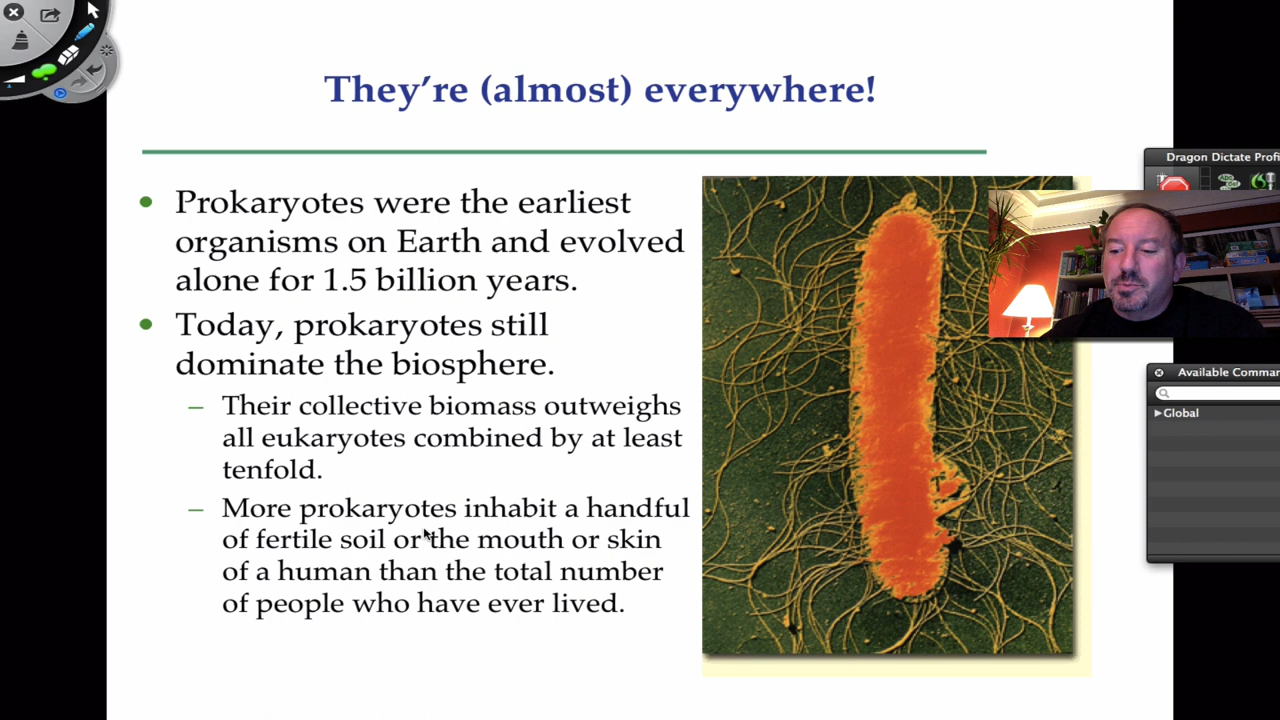 They're (almost) everywhere!
Dragon Dictate Profi
• Prokaryotes were the earliest
organisms on Earth and evolved
alone for 1.5 billion years.
• Today, prokaryotes still
dominate the biosphere.
– Their collective biomass outweighs
all eukaryotes combined by at least
tenfold.
– More prokaryotes inhabit a handful
of fertile soil or the mouth or skin
of a human than the total number
of people who have ever lived.
Available Comman
Global